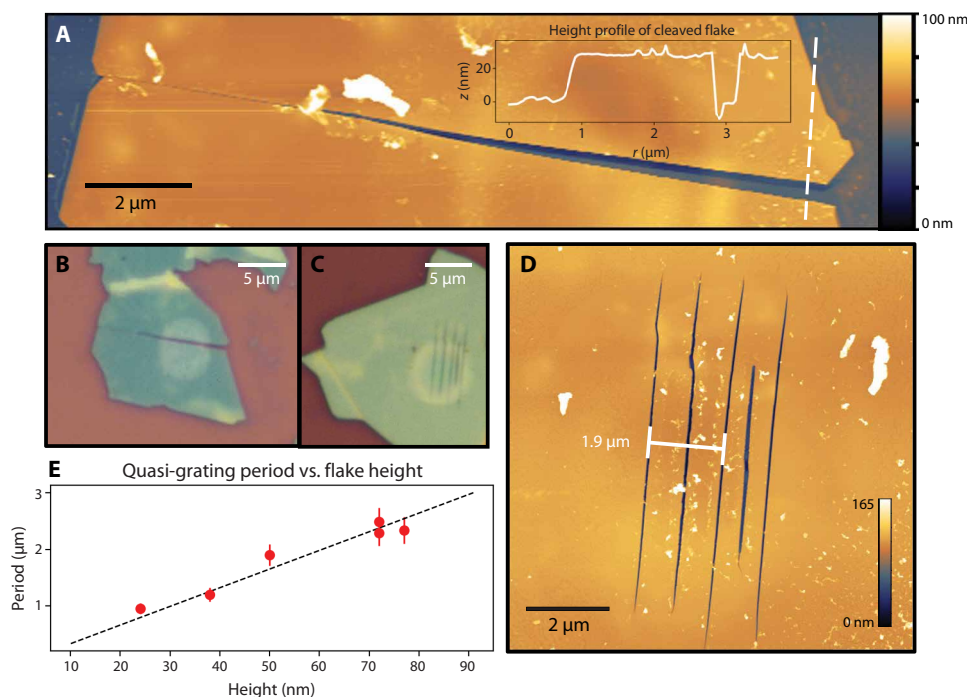 A
Height profile of cleaved flake
100 nm
20
0
z (nm)
0 1 2 3
r (μm)
2 μm
0 nm
B
5 μm
C
5 μm
D
1.9 μm
165
0 nm
2 μm
E
Quasi-grating period vs. flake height
3
2
1
Period (μm)
10 20 30 40 50 60 70 80 90
Height (nm)